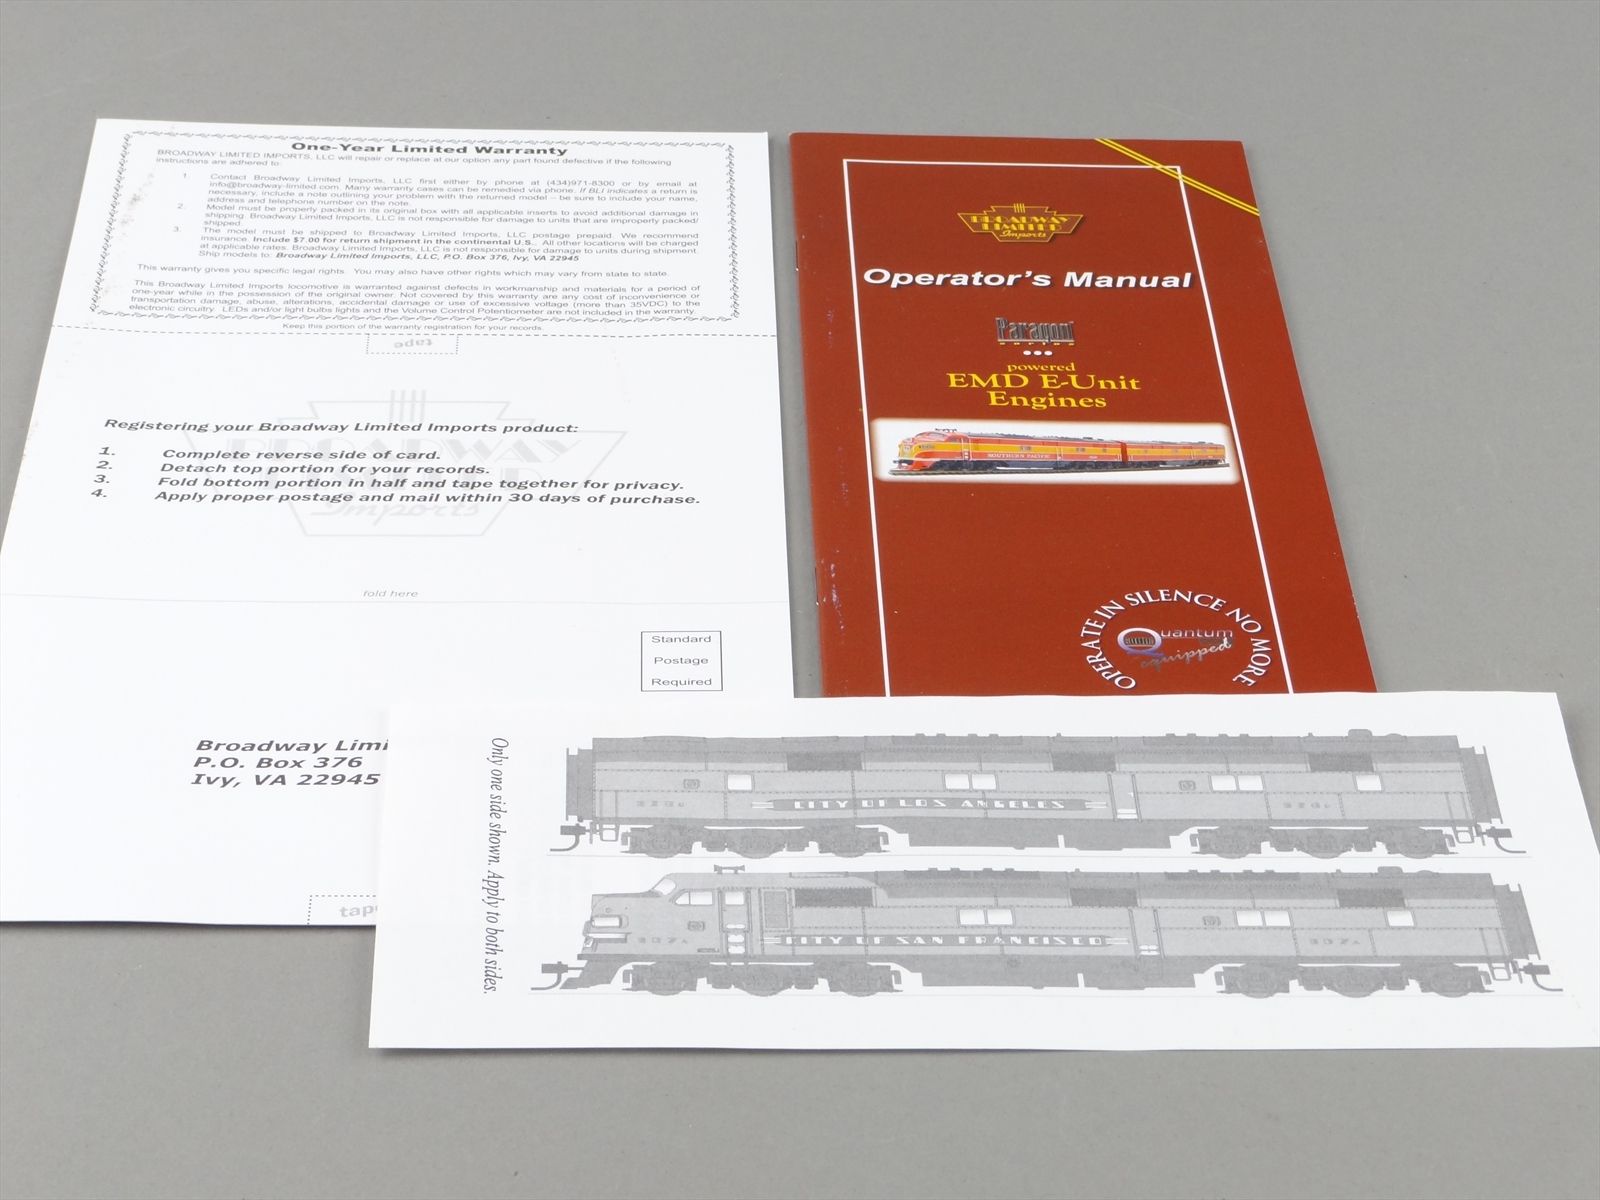 One-Year Limited Warranty
BROADWAY LIMITED IMPORTS, LLC will repair or replace at our option any part found defective if the following
instructions are adhered to:
1. Contact Broadway Limited Imports, LLC first either by phone at (434)971-8300 or by email at
info@broadway-limited.com. Many warranty cases can be remedied via phone. If BLI indicates a return is
necessary, include a note outlining your problem with the returned model – be sure to include your name,
address and telephone number on the note.
2. Model must be properly packed in its original box with all applicable inserts to avoid additional damage in
shipping. Broadway Limited Imports, LLC is not responsible for damage to units that are improperly packed/
shipped.
3. The model must be shipped to Broadway Limited Imports, LLC postage prepaid. We recommend
insurance. Include $7.00 for return shipment in the continental U.S.. All other locations will be charged
at applicable rates. Broadway Limited Imports, LLC is not responsible for damage to units during shipment.
Ship models to: Broadway Limited Imports, LLC, P.O. Box 376, Ivy, VA 22945
This warranty gives you specific legal rights. You may also have other rights which may vary from state to state.
This Broadway Limited Imports locomotive is warranted against defects in workmanship and materials for a period of
one-year while in the possession of the original owner. Not covered by this warranty are any cost of inconvenience or
transportation damage, abuse, alterations, accidental damage or use of excessive voltage (more than 35VDC) to the
electronic circuitry. LEDs and/or light bulbs lights and the Volume Control Potentiometer are not included in the warranty.
Keep this portion of the warranty registration for your records.
tape
BROADWAY
LIMITED
Imports
Registering your Broadway Limited Imports product:
1. Complete reverse side of card.
2. Detach top portion for your records.
3. Fold bottom portion in half and tape together for privacy.
4. Apply proper postage and mail within 30 days of purchase.
fold here
Standard
Postage
Required
Broadway Limi
P.O. Box 376
Ivy, VA 22945
tape
BROADWAY
LIMITED
Imports
Operator's Manual
Paragon
series
powered
EMD E-Unit
Engines
SOUTHERN PACIFIC
OPERATE IN SILENCE NO MORE
Quantum
equipped
Only one side shown. Apply to both sides.
CITY OF LOS ANGELES
CITY OF SAN FRANCISCO